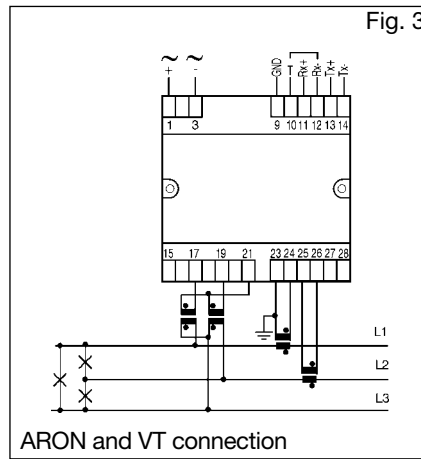 Fig. 3
~ ~
+ -
GND T Rx+ Rx- Tx+ Tx-
1 3 9 10 11 12 13 14
15 17 19 21 23 24 25 26 27 28
L1
L2
L3
ARON and VT connection